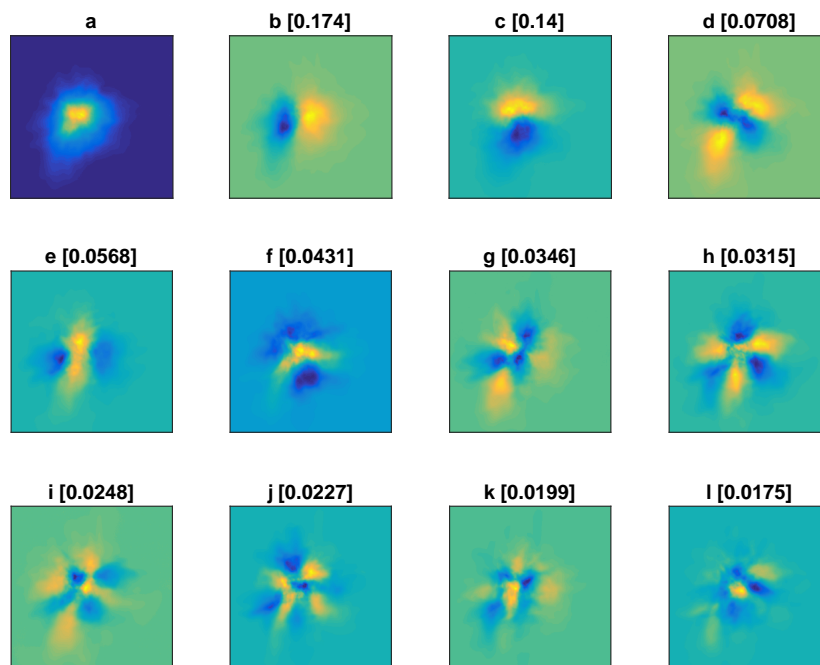 a
b [0.174]
c [0.14]
d [0.0708]
e [0.0568]
f [0.0431]
g [0.0346]
h [0.0315]
i [0.0248]
j [0.0227]
k [0.0199]
l [0.0175]